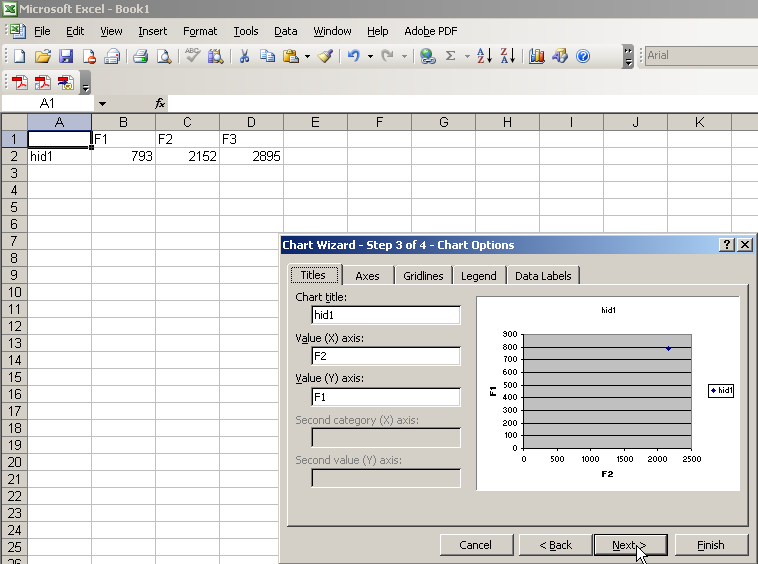 Microsoft Excel - Book1
File Edit View Insert Format Tools Data Window Help Adobe PDF
ABC Σ A Z Z A ? Arial
A1 fx
A B C D E F G H I J K
1 F1 F2 F3
2 hid1 793 2152 2895
3
4
5
6
7
Chart Wizard - Step 3 of 4 - Chart Options ? X
8
9
Titles Axes Gridlines Legend Data Labels
10
Chart title:
hid1
11
hid1
12
Value (X) axis:
F2
13
14
Value (Y) axis:
F1
15
16
Second category (X) axis:
17
18
Second value (Y) axis:
19
20
21
22
23
24
25
26
900
800
700
600
500
400
300
200
100
0
F1
0 500 1000 1500 2000 2500
F2
hid1
Cancel < Back Next > Finish